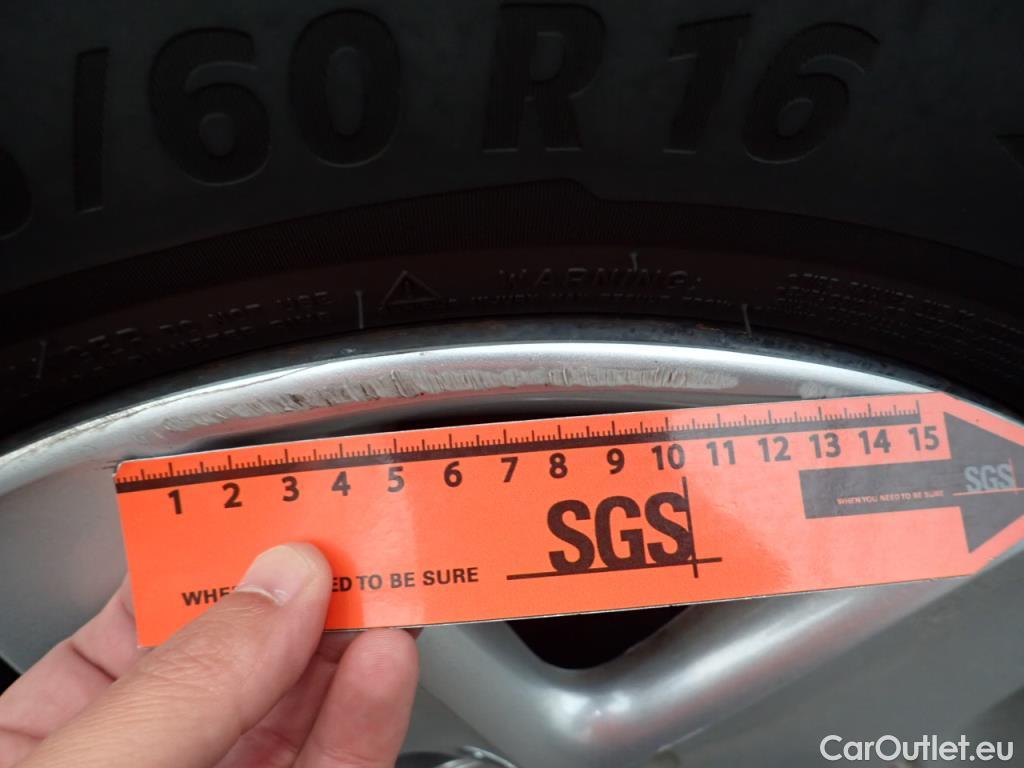 /60 R 16
WARNING:
1 2 3 4 5 6 7 8 9 10 11 12 13 14 15
SGS
WHEN YOU NEED TO BE SURE
SGS
WHE ED TO BE SURE
CarOutlet.eu